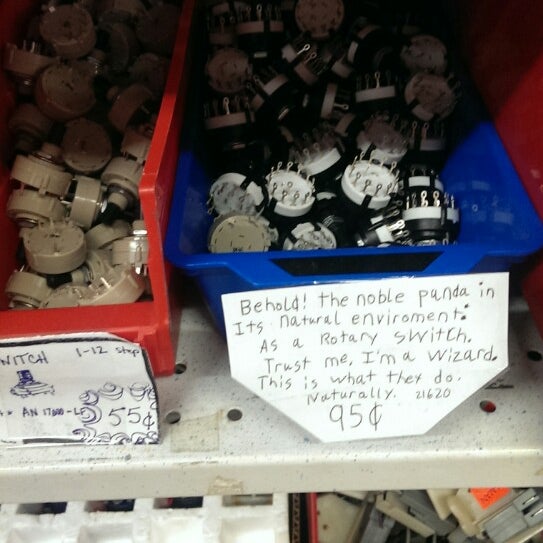 Behold! the noble panda in
Its natural enviroment:
As a Rotary Switch.
Trust me, I'm a Wizard.
This is what they do.
Naturally. 21620
95¢
WITCH 1-12 step
55¢